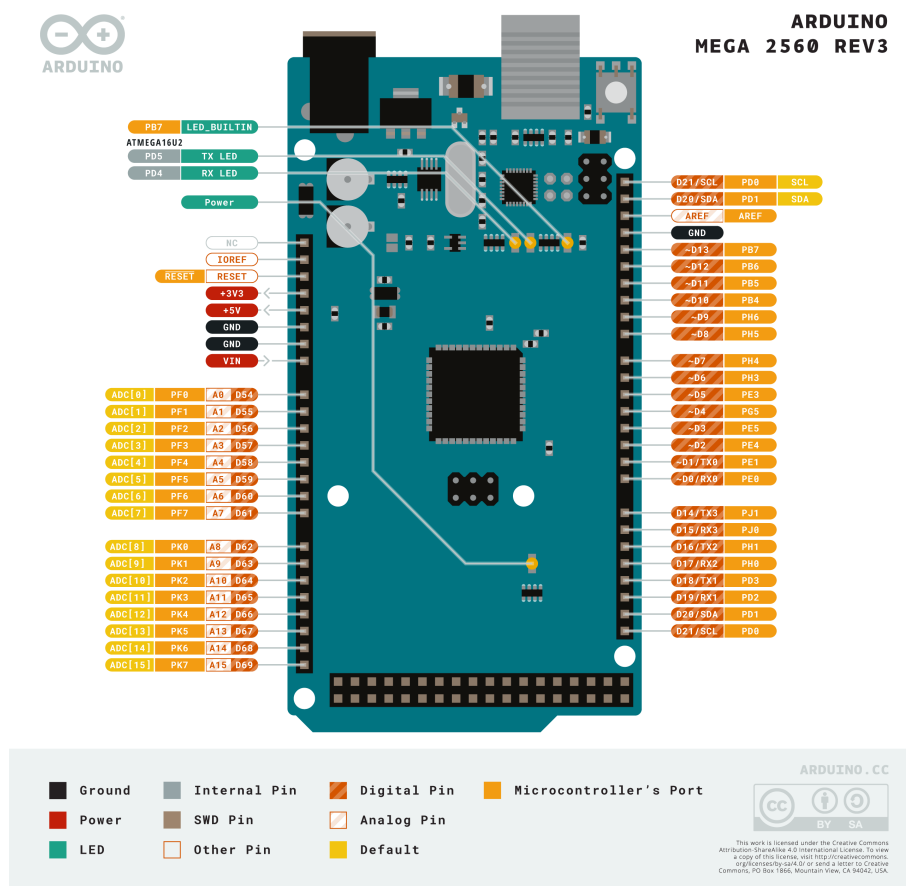 ARDUINO
ARDUINO
MEGA 2560 REV3
PB7 LED_BUILTIN
ATMEGA16U2
PD5 TX LED
PD4 RX LED
Power
NC
IOREF
RESET RESET
+3V3
+5V
GND
GND
VIN
ADC[0] PF0 A0 D54
ADC[1] PF1 A1 D55
ADC[2] PF2 A2 D56
ADC[3] PF3 A3 D57
ADC[4] PF4 A4 D58
ADC[5] PF5 A5 D59
ADC[6] PF6 A6 D60
ADC[7] PF7 A7 D61
ADC[8] PK0 A8 D62
ADC[9] PK1 A9 D63
ADC[10] PK2 A10 D64
ADC[11] PK3 A11 D65
ADC[12] PK4 A12 D66
ADC[13] PK5 A13 D67
ADC[14] PK6 A14 D68
ADC[15] PK7 A15 D69
D21/SCL PD0 SCL
D20/SDA PD1 SDA
AREF AREF
GND
~D13 PB7
~D12 PB6
~D11 PB5
~D10 PB4
~D9 PH6
~D8 PH5
~D7 PH4
~D6 PH3
~D5 PE3
~D4 PG5
~D3 PE5
~D2 PE4
~D1/TX0 PE1
~D0/RX0 PE0
D14/TX3 PJ1
D15/RX3 PJ0
D16/TX2 PH1
D17/RX2 PH0
D18/TX1 PD3
D19/RX1 PD2
D20/SDA PD1
D21/SCL PD0
Ground
Power
LED
Internal Pin
SWD Pin
Other Pin
Digital Pin
Analog Pin
Default
Microcontroller's Port
ARDUINO.CC
CC
BY SA
This work is licensed under the Creative Commons
Attribution-ShareAlike 4.0 International License. To view
a copy of this license, visit http://creativecommons.
org/licenses/by-sa/4.0/ or send a letter to Creative
Commons, PO Box 1866, Mountain View, CA 94042, USA.